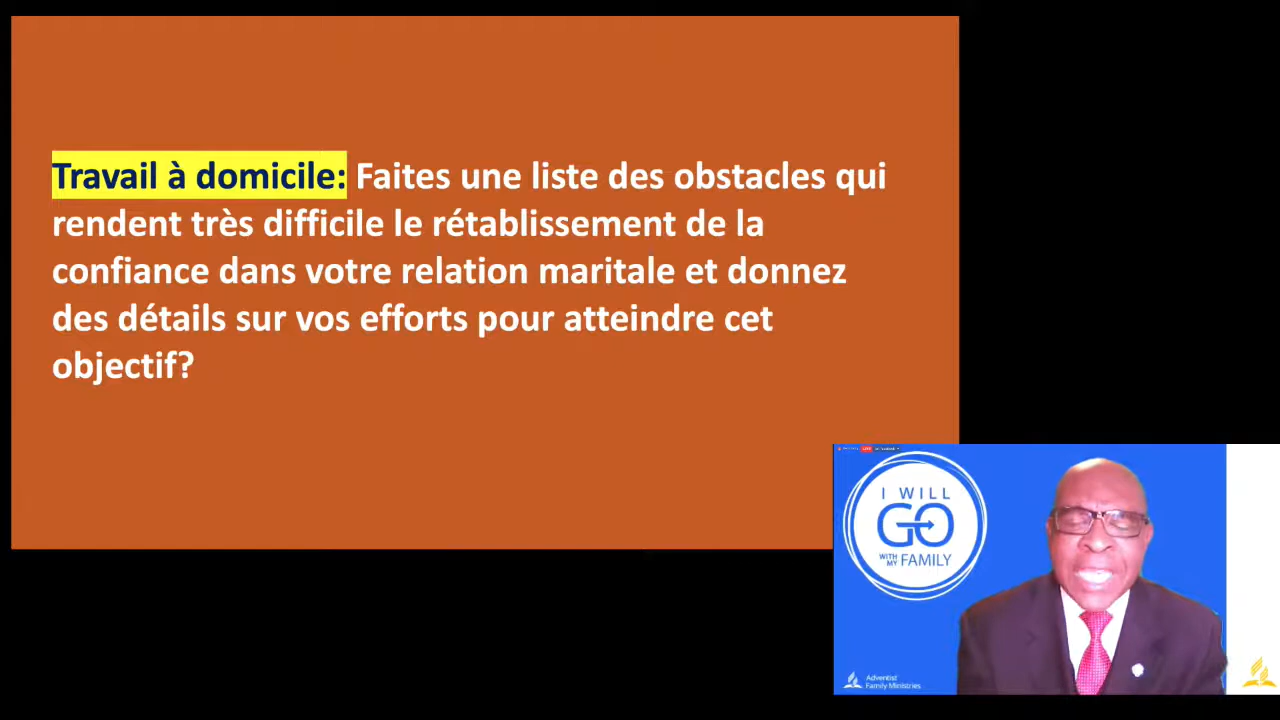 Travail à domicile: Faites une liste des obstacles qui
rendent très difficile le rétablissement de la
confiance dans votre relation maritale et donnez
des détails sur vos efforts pour atteindre cet
objectif?
I WILL
GO
WITH MY FAMILY
Adventist
Family Ministries